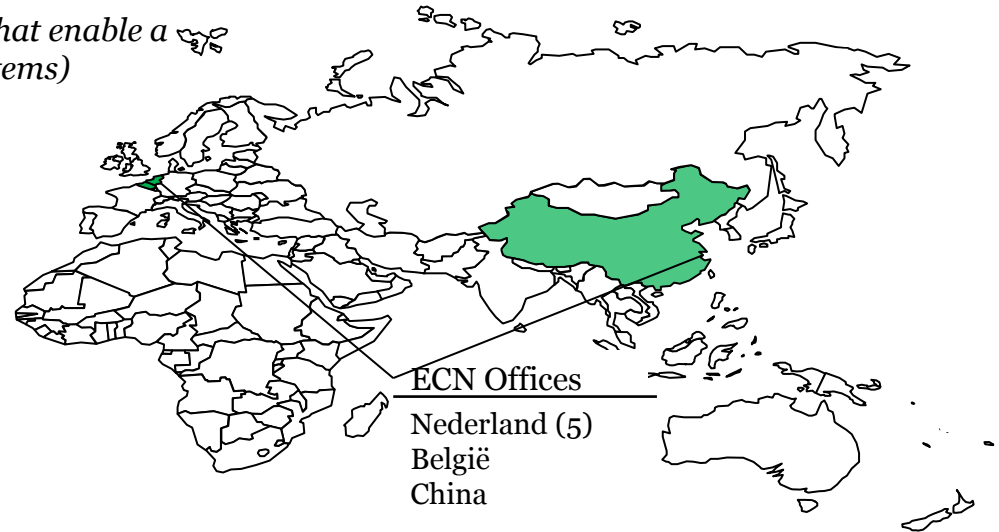 hat enable a
ems)
ECN Offices
Nederland (5)
België
China